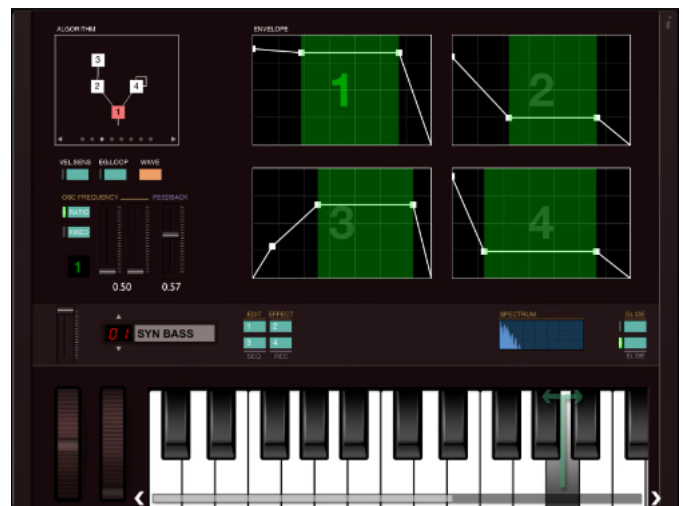 ALGORITHM
ENVELOPE
3
2
4
1
1
2
3
4
VEL.SENS EG.LOOP WAVE
OSC FREQUENCY FEEDBACK
RATIO
FIXED
1
0.50 0.57
EDIT EFFECT
1 2
3 4
SEQ REC
01 SYN BASS
SPECTRUM
GLIDE